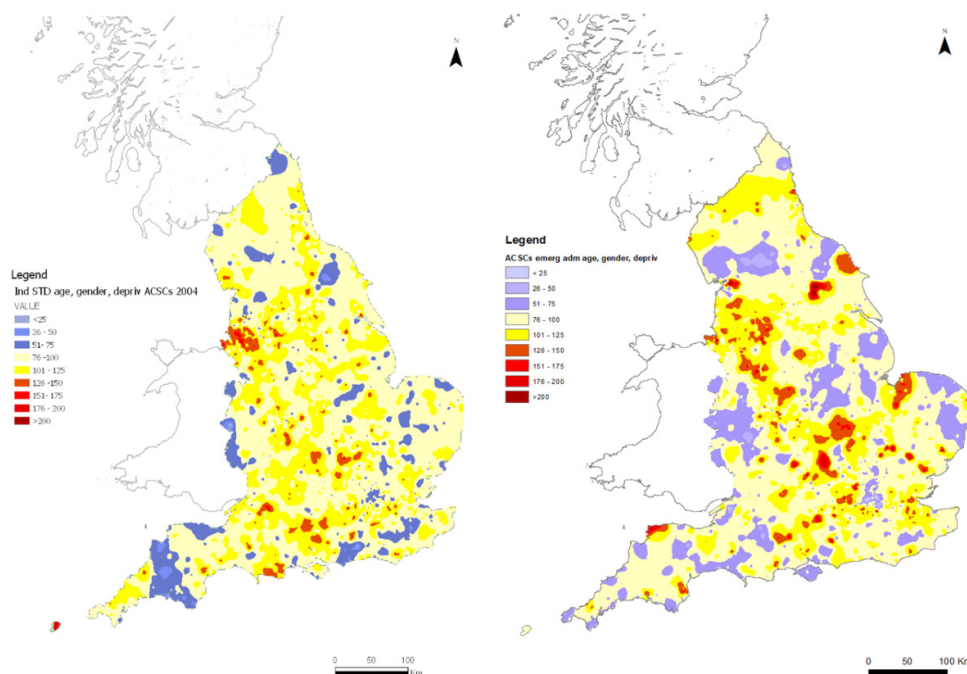 Legend
Ind STD age, gender, depriv ACSCs 2004
VALUE
<25
26 - 50
51- 75
76 -100
101 - 125
126 -150
151- 175
176 - 200
>200
0 50 100
Km
Legend
ACSCs emerg adm age, gender, depriv
< 25
26 - 50
51 - 75
76 - 100
101 - 125
126 - 150
151 - 175
176 - 200
>200
0 50 100 Km